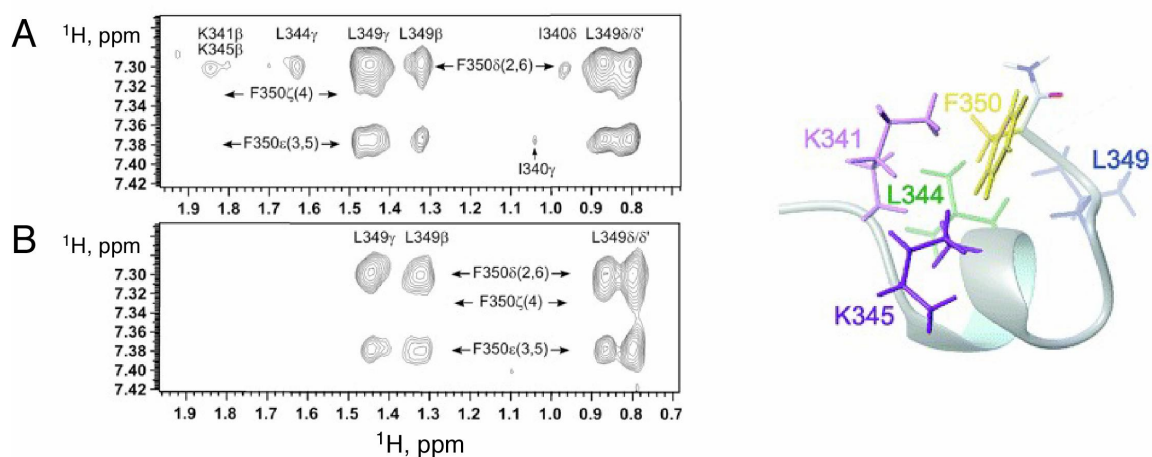 A
¹H, ppm
K341β
K345β
L344γ
L349γ
L349β
I340δ
L349δ/δ'
F350δ(2,6)
F350ζ(4)
F350ε(3,5)
I340γ
7.30
7.32
7.34
7.36
7.38
7.40
7.42
1.9 1.8 1.7 1.6 1.5 1.4 1.3 1.2 1.1 1.0 0.9 0.8
B
¹H, ppm
L349γ L349β L349δ/δ'
F350δ(2,6)
F350ζ(4)
F350ε(3,5)
7.30
7.32
7.34
7.36
7.38
7.40
7.42
1.9 1.8 1.7 1.6 1.5 1.4 1.3 1.2 1.1 1.0 0.9 0.8 0.7
¹H, ppm
F350
K341
L349
L344
K345